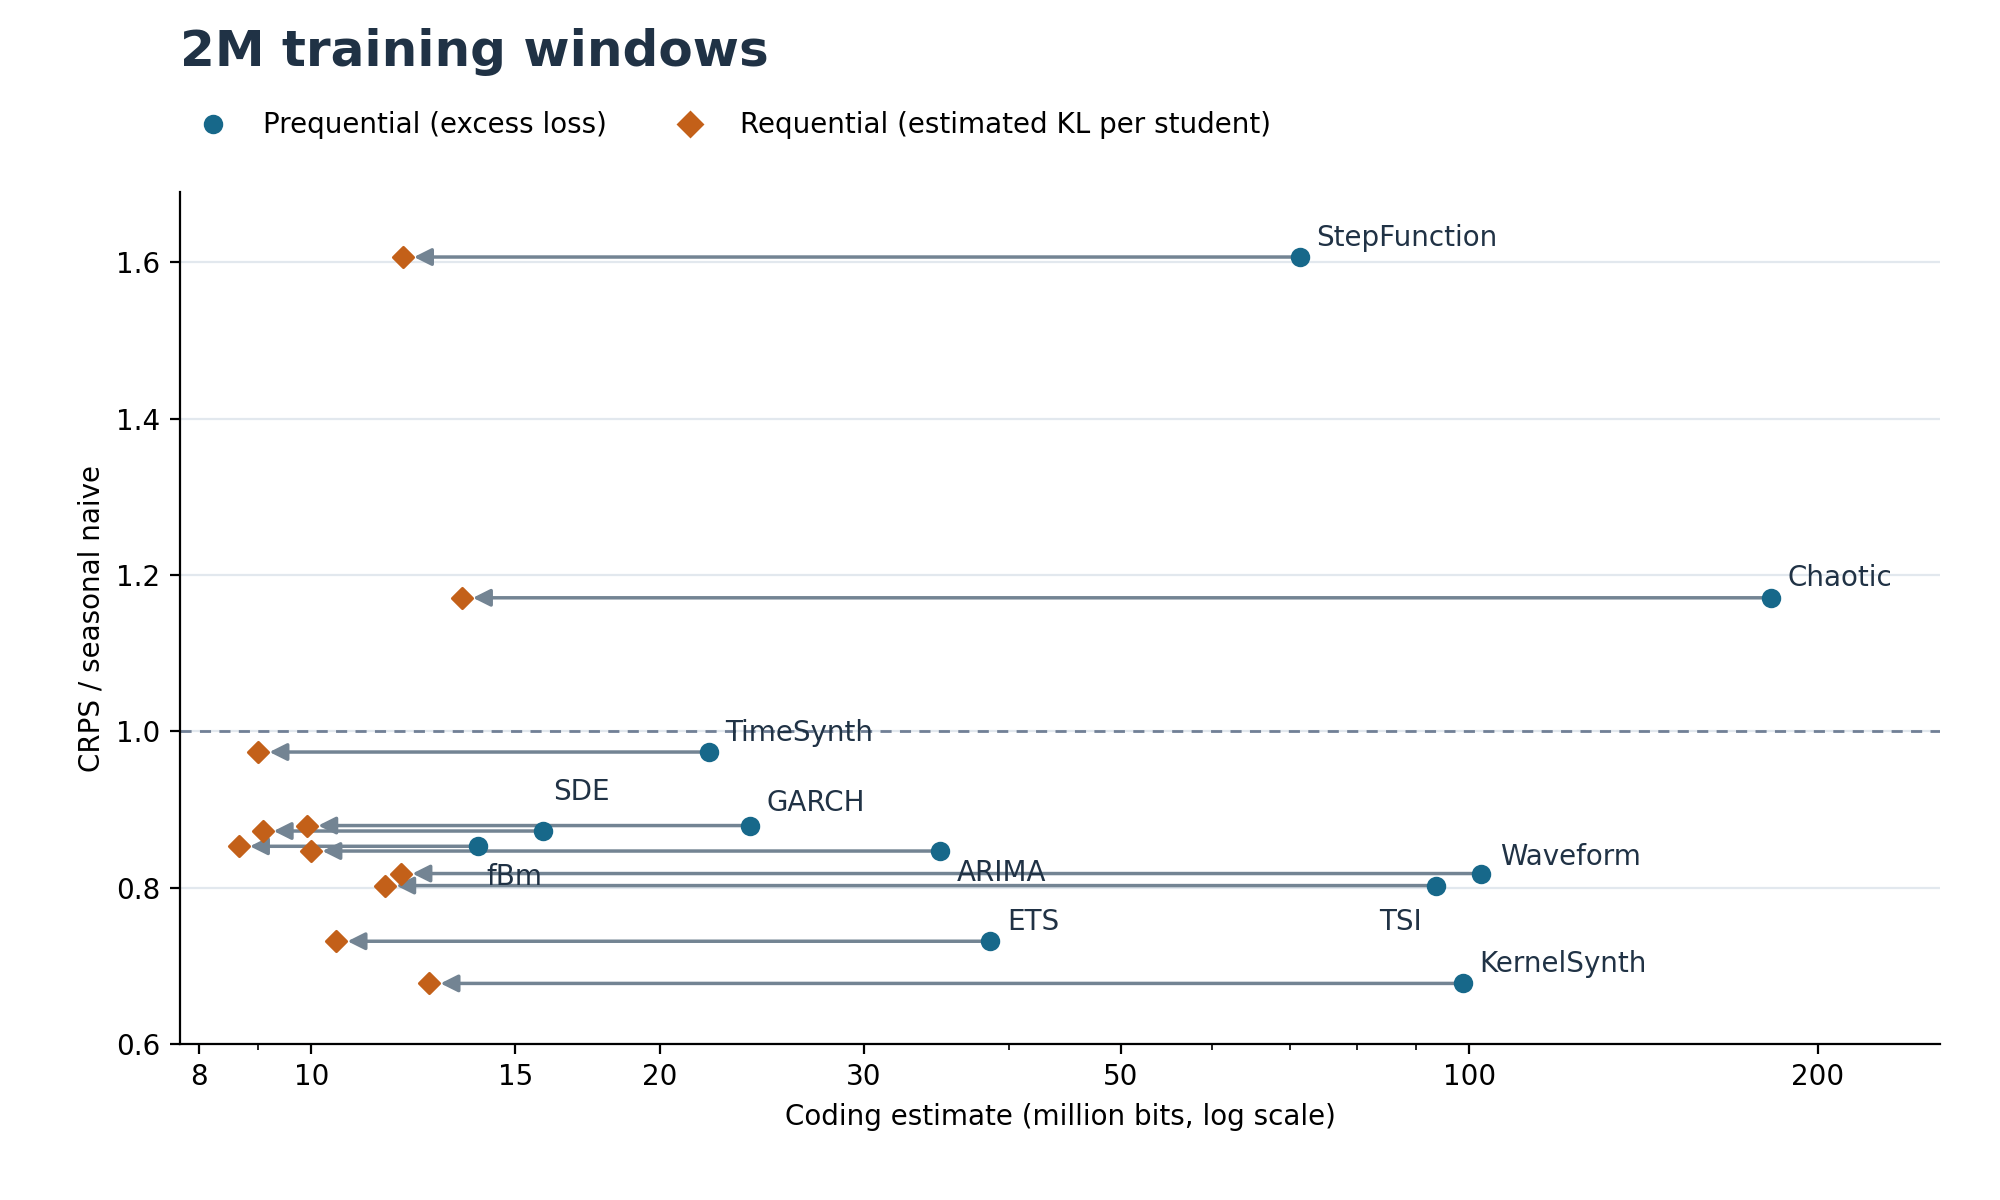 2M training windows
Prequential (excess loss)
Requential (estimated KL per student)
CRPS / seasonal naive
1.6
1.4
1.2
1.0
0.8
0.6
StepFunction
Chaotic
TimeSynth
SDE
GARCH
Waveform
fBm
ARIMA
ETS
TSI
KernelSynth
8
10
15
20
30
50
100
200
Coding estimate (million bits, log scale)